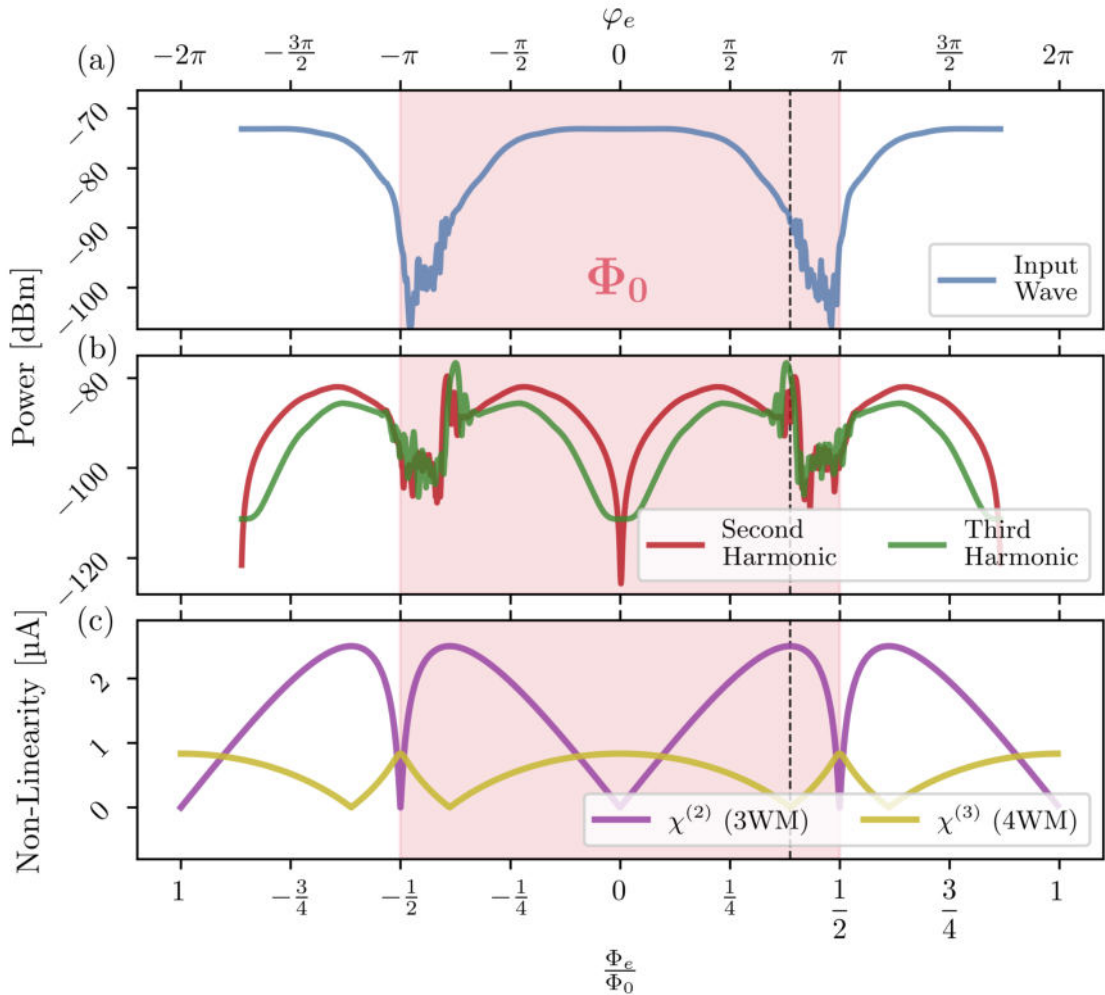 φ_e
(a) −2π −3π/2 −π −π/2 0 π/2 π 3π/2 2π
−70
−80
−90
−100
Φ₀
Input
Wave
Power [dBm]
(b)
−80
−100
−120
Second
Harmonic
Third
Harmonic
(c)
Non-Linearity [µA]
2
1
0
χ⁽²⁾ (3WM) χ⁽³⁾ (4WM)
1 −3/4 −1/2 −1/4 0 1/4 1/2 3/4 1
Φ_e/Φ₀